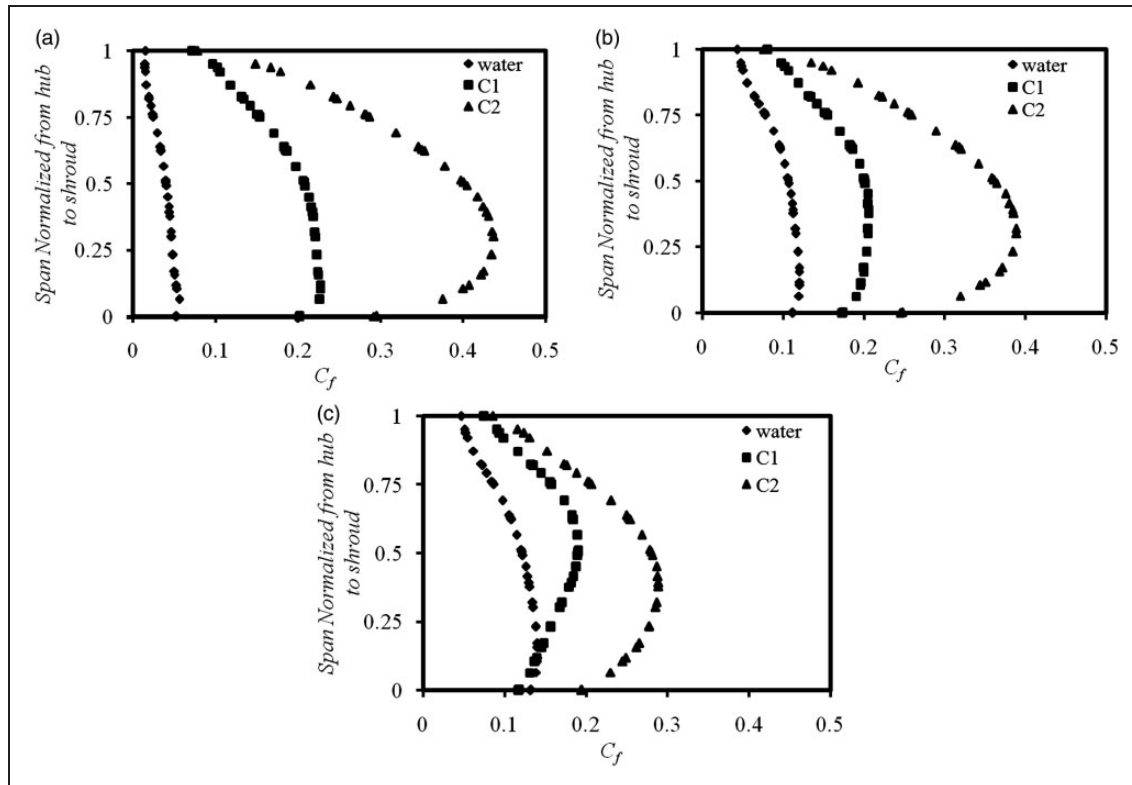 (a)
1
0.75
0.5
0.25
0
Span Normalized from hub
to shroud
water
C1
C2
0 0.1 0.2 0.3 0.4 0.5
Cf
(b)
1
0.75
0.5
0.25
0
Span Normalized from hub
to shroud
water
C1
C2
0 0.1 0.2 0.3 0.4 0.5
Cf
(c)
1
0.75
0.5
0.25
0
Span Normalized from hub
to shroud
water
C1
C2
0 0.1 0.2 0.3 0.4 0.5
Cf